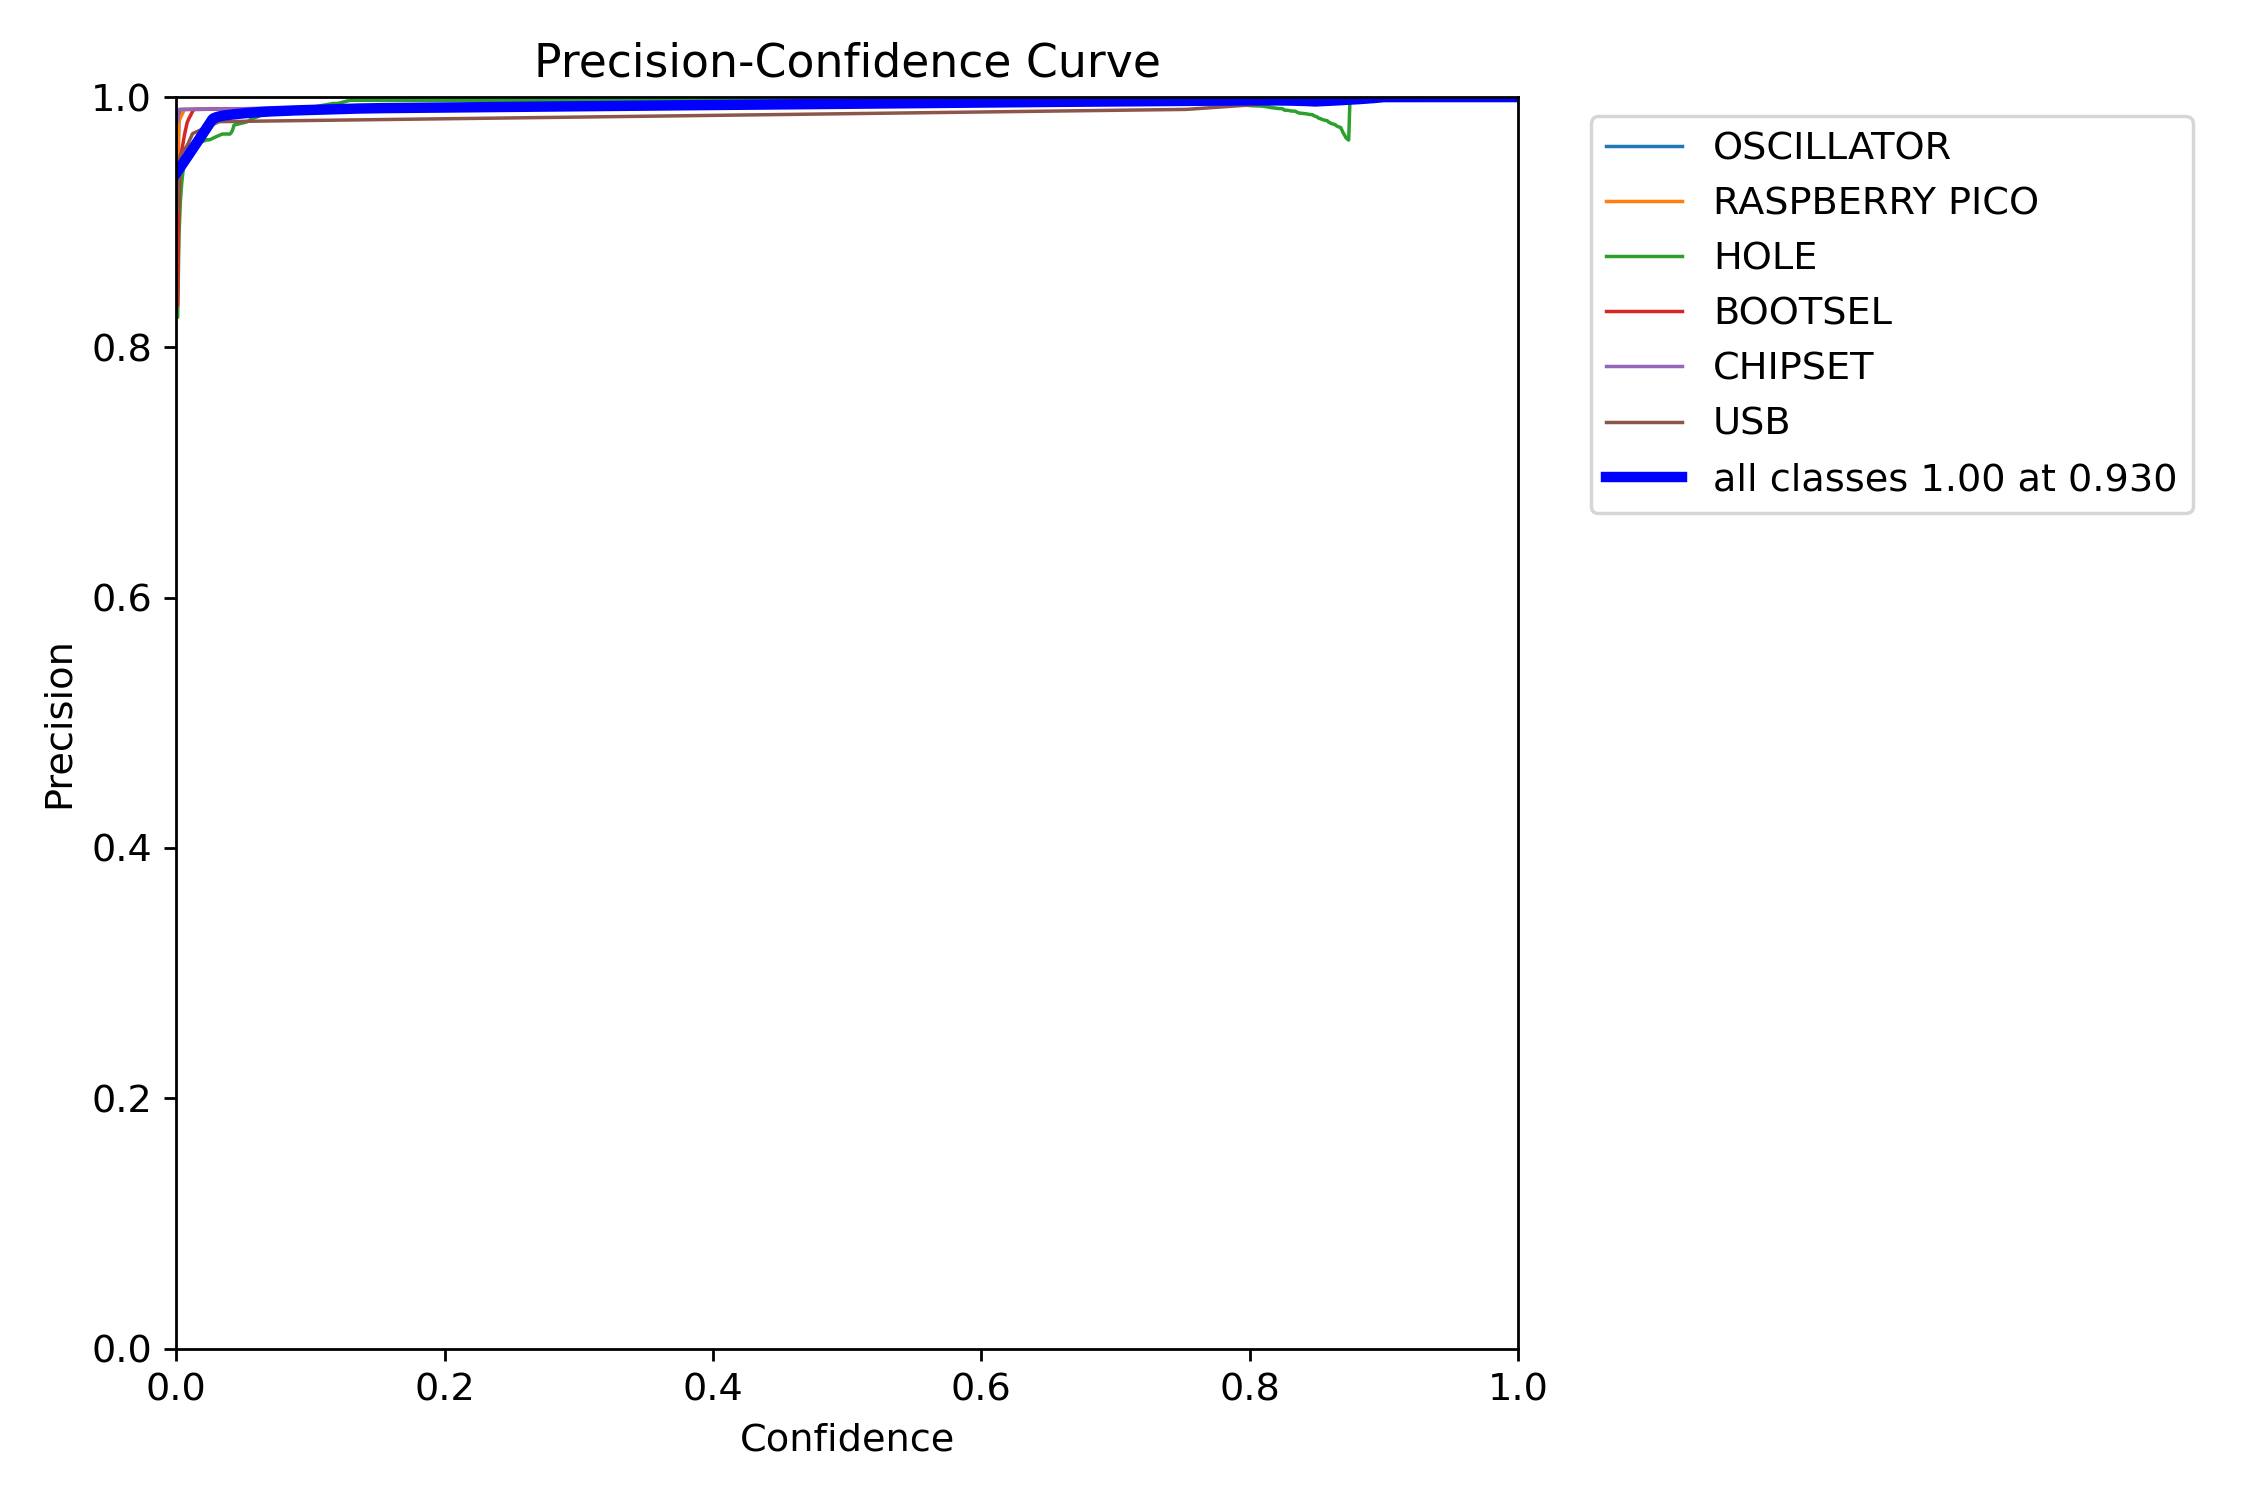 Precision-Confidence Curve
1.0
0.8
0.6
0.4
0.2
0.0
Precision
0.0 0.2 0.4 0.6 0.8 1.0
Confidence
OSCILLATOR
RASPBERRY PICO
HOLE
BOOTSEL
CHIPSET
USB
all classes 1.00 at 0.930